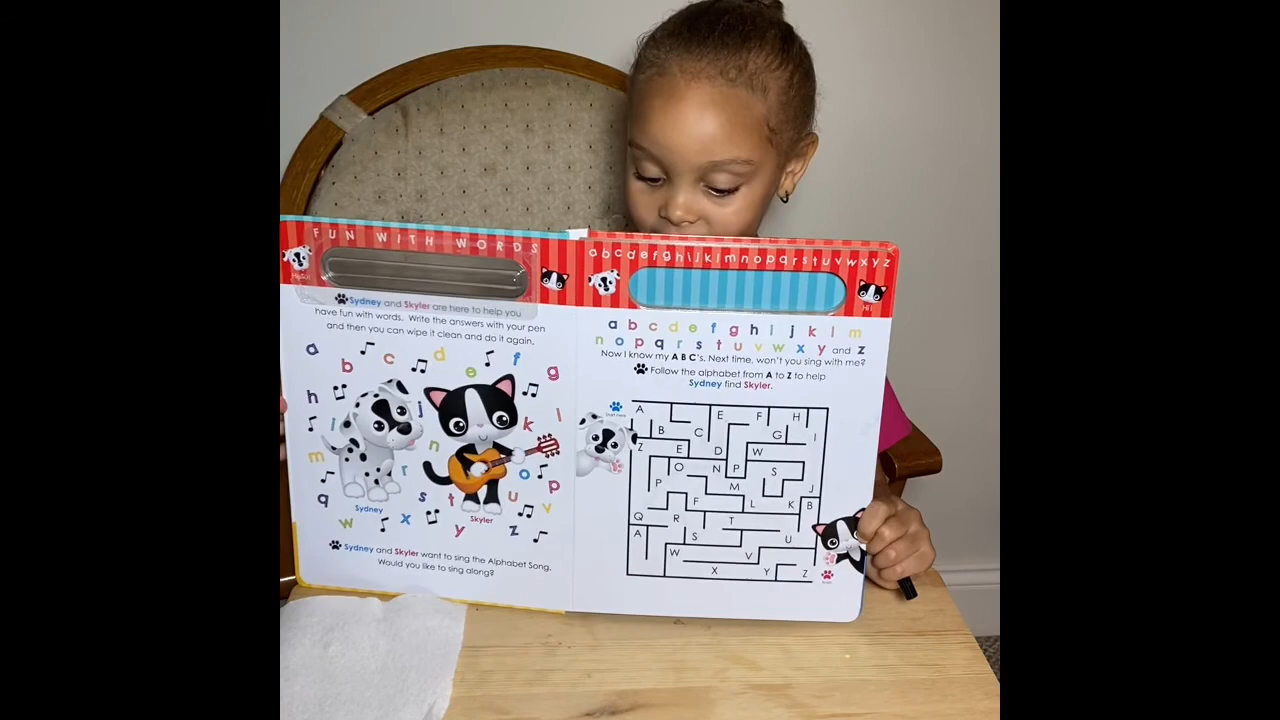 FUN WITH WORDS
Sydney and Skyler are here to help you
have fun with words. Write the answers with your pen
and then you can wipe it clean and do it again.
a b c d e f g
h i j k l
m n o p
q r s t u v
w x y z
Sydney
Skyler
Sydney and Skyler want to sing the Alphabet Song.
Would you like to sing along?
abcdefghijklmnopqrstuvwxyz
Hi!
a b c d e f g h i j k l m
n o p q r s t u v w x y and z
Now I know my A B C's. Next time, won't you sing with me?
Follow the alphabet from A to Z to help
Sydney find Skyler.
Start here
A E F H
B C G I
Z E D W
O N P S
P M J
F L K B
Q R T
A S U
W V
X Y Z